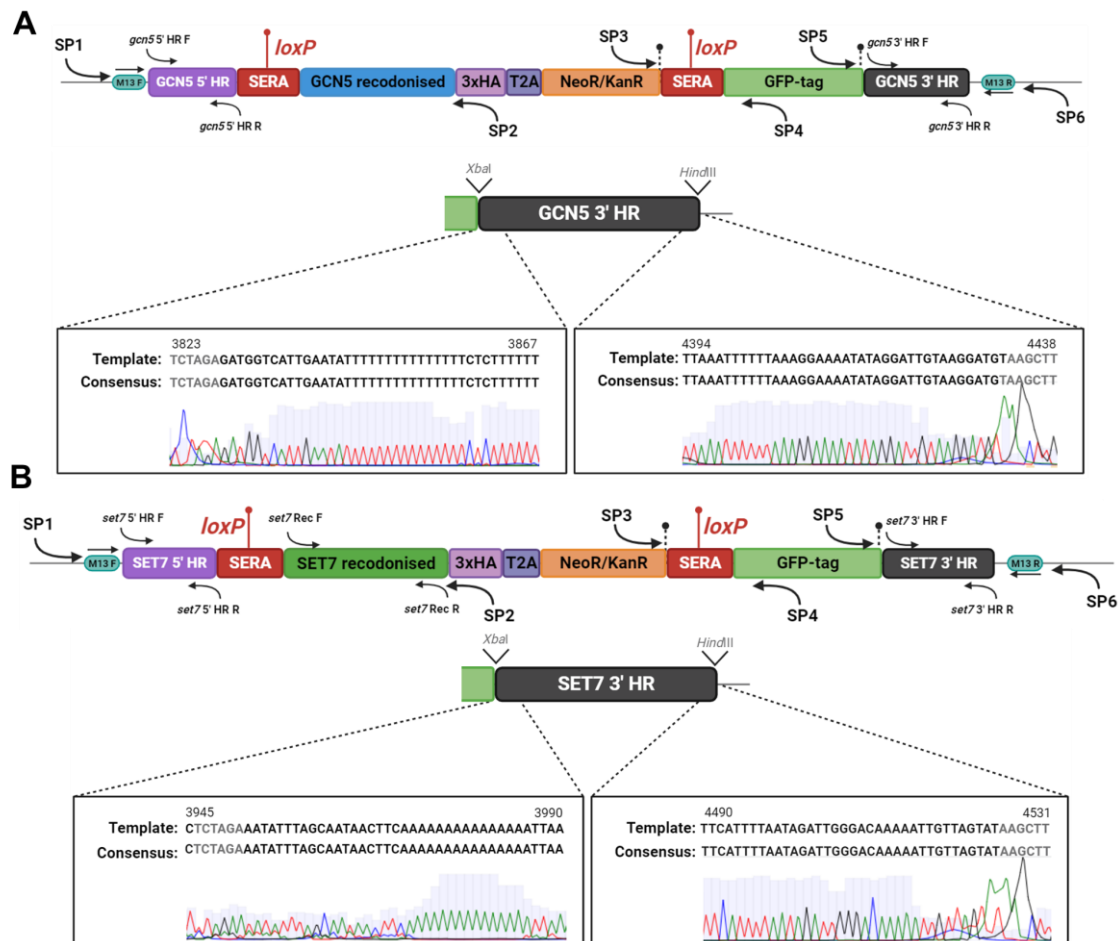 A
SP1
gcn5 5' HR F
loxP
SP3
loxP
SP5
gcn5 3' HR F
M13 F
GCN5 5' HR
SERA
GCN5 recodonised
3xHA
T2A
NeoR/KanR
SERA
GFP-tag
GCN5 3' HR
M13 R
gcn5 5' HR R
SP2
SP4
gcn5 3' HR R
SP6
XbaI
HindIII
GCN5 3' HR
3823
3867
Template: TCTAGAGATGGTCATTGAATATTTTTTTTTTTTTTTTCTCTTTTTT
Consensus: TCTAGAGATGGTCATTGAATATTTTTTTTTTTTTTTTCTCTTTTTT
4394
4438
Template: TTAAATTTTTTAAAGGAAAATATAGGATTGTAAGGATGTAAGCTT
Consensus: TTAAATTTTTTAAAGGAAAATATAGGATTGTAAGGATGTAAGCTT
B
SP1
set7 5' HR F
loxP
set7 Rec F
SP3
loxP
SP5
set7 3' HR F
M13 F
SET7 5' HR
SERA
SET7 recodonised
3xHA
T2A
NeoR/KanR
SERA
GFP-tag
SET7 3' HR
M13 R
set7 5' HR R
set7 Rec R
SP2
SP4
set7 3' HR R
SP6
XbaI
HindIII
SET7 3' HR
3945
3990
Template: CTCTAGAAATATTTAGCAATAACTTCAAAAAAAAAAAAAAAATTAA
Consensus: CTCTAGAAATATTTAGCAATAACTTCAAAAAAAAAAAAAAAATTAA
4490
4531
Template: TTCATTTTAATAGATTGGGACAAAAATTGTTAGTATAAGCTT
Consensus: TTCATTTTAATAGATTGGGACAAAAATTGTTAGTATAAGCTT